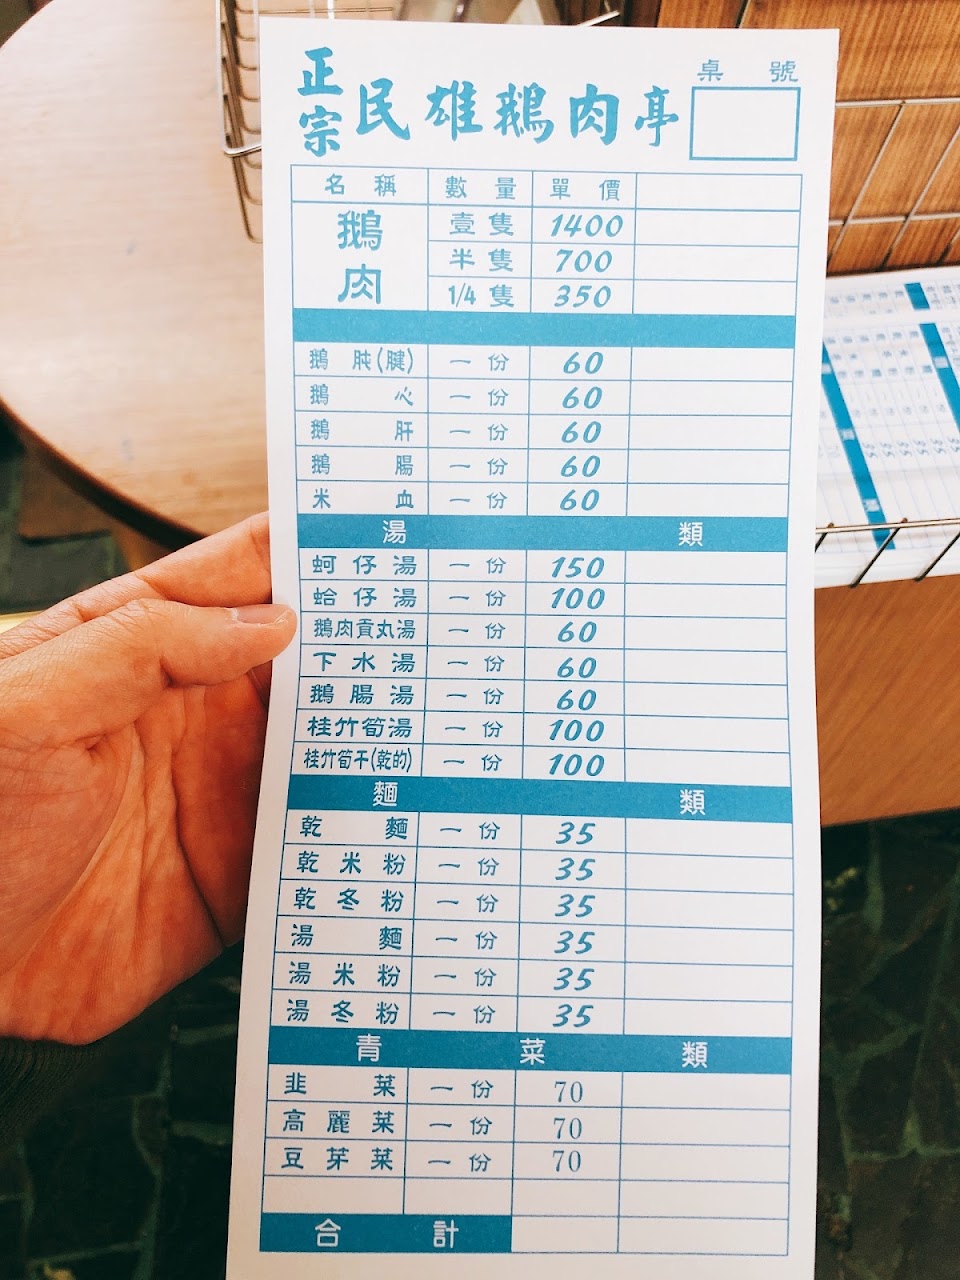 正宗民雄鵝肉亭 桌號
名稱 數量 單價
鵝肉 壹隻 1400
半隻 700
1/4隻 350
鵝肫(腱) 一份 60
鵝心 一份 60
鵝肝 一份 60
鵝腸 一份 60
米血 一份 60
湯類
蚵仔湯 一份 150
蛤仔湯 一份 100
鵝肉貢丸湯 一份 60
下水湯 一份 60
鵝腸湯 一份 60
桂竹筍湯 一份 100
桂竹筍干(乾的) 一份 100
麵類
乾麵 一份 35
乾米粉 一份 35
乾冬粉 一份 35
湯麵 一份 35
湯米粉 一份 35
湯冬粉 一份 35
青菜類
韭菜 一份 70
高麗菜 一份 70
豆芽菜 一份 70
合計